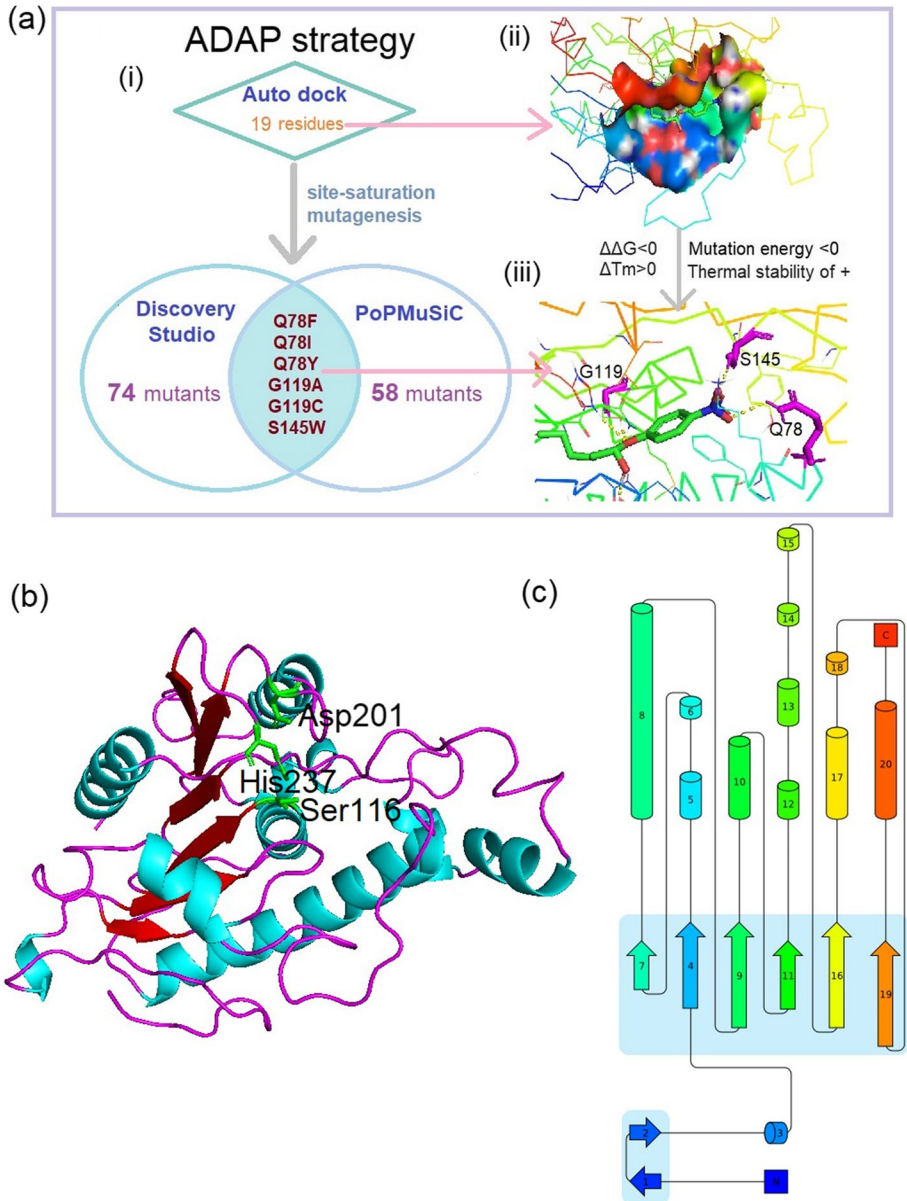 (a)
ADAP strategy
(i)
Auto dock
19 residues
site-saturation
mutagenesis
Discovery
Studio
74 mutants
Q78F
Q78I
Q78Y
G119A
G119C
S145W
PoPMuSiC
58 mutants
(ii)
ΔΔG<0
ΔTm>0
Mutation energy <0
Thermal stability of +
(iii)
G119
S145
Q78
(b)
Asp201
His237
Ser116
(c)
15
14
C
18
8
6
13
20
17
10
5
12
7
4
9
11
16
19
2
3
1
N